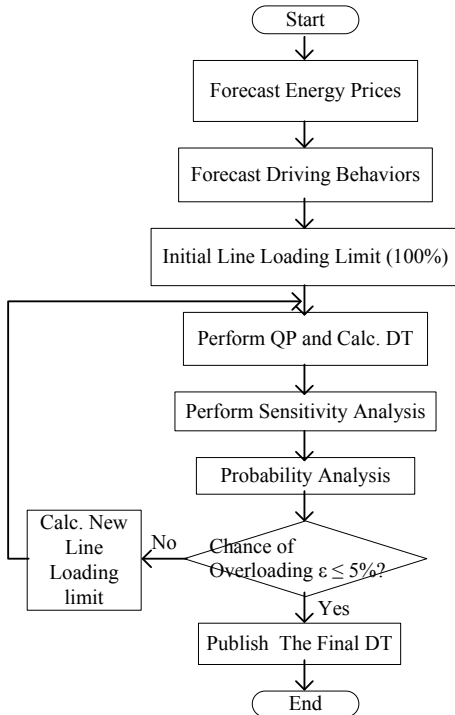 Start
Forecast Energy Prices
Forecast Driving Behaviors
Initial Line Loading Limit (100%)
Perform QP and Calc. DT
Perform Sensitivity Analysis
Probability Analysis
Chance of
Overloading ε ≤ 5%?
No
Calc. New
Line
Loading
limit
Yes
Publish The Final DT
End